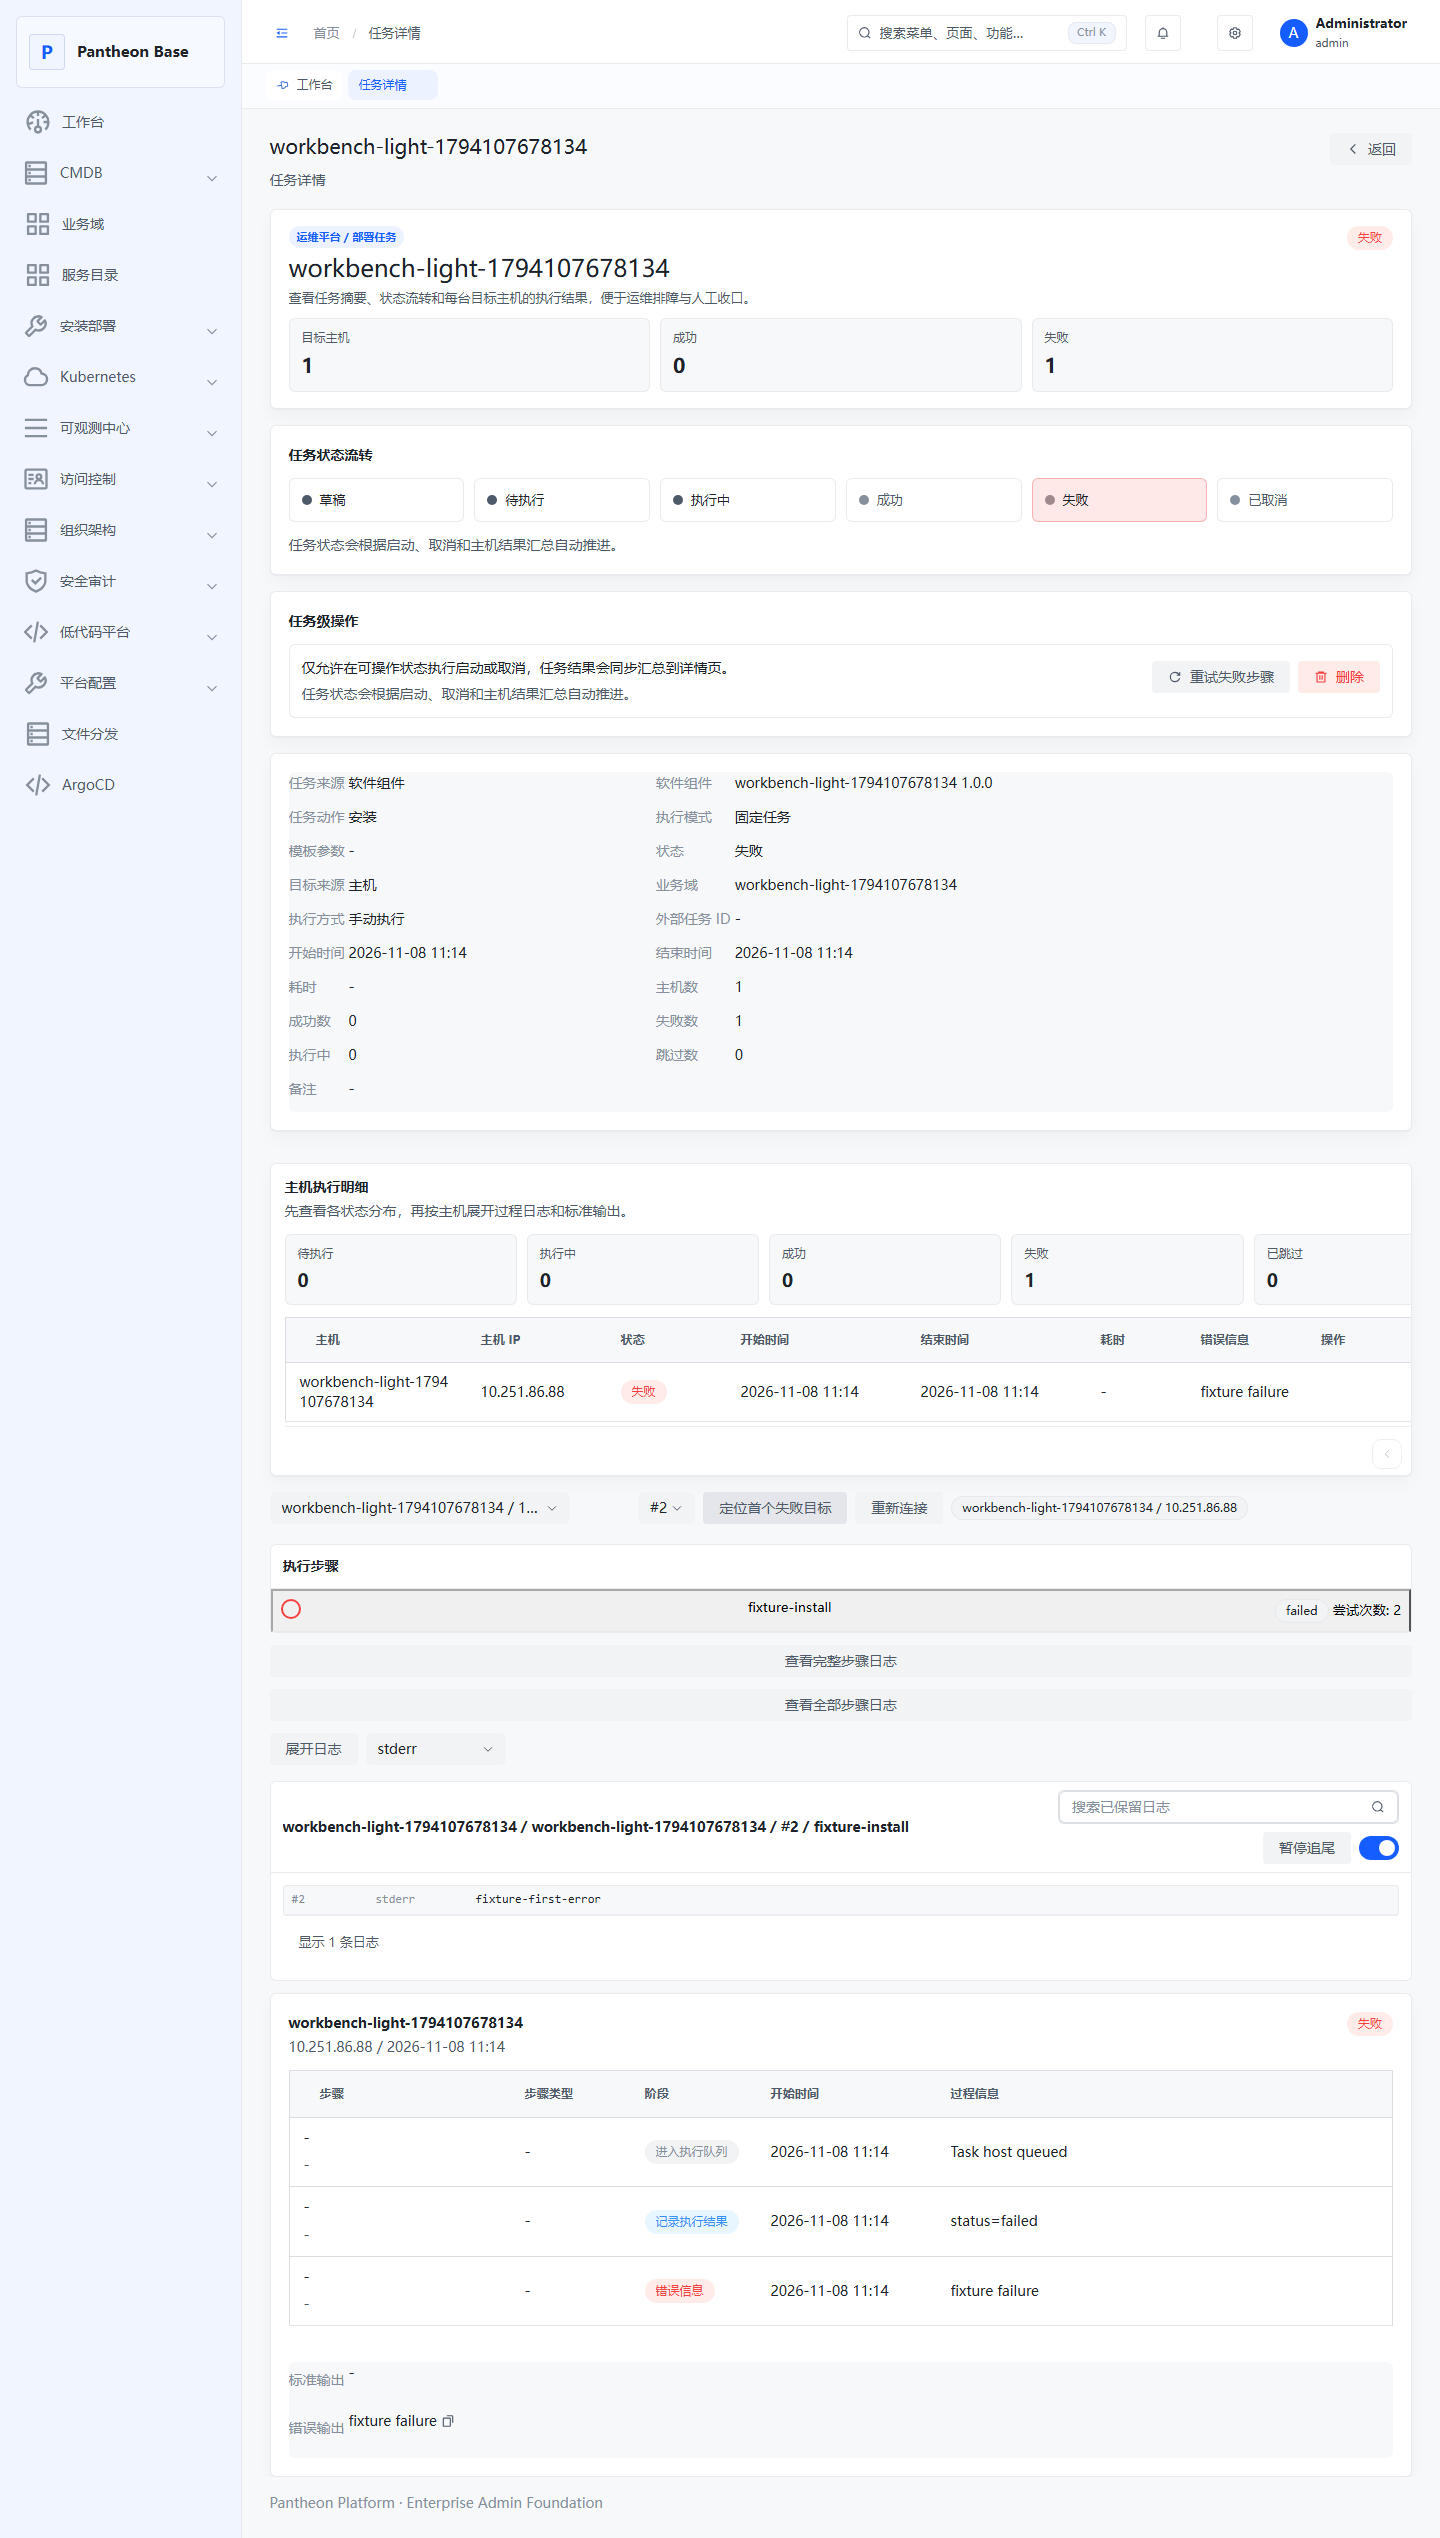 P Pantheon Base
工作台
CMDB
业务域
服务目录
安装部署
Kubernetes
可观测中心
访问控制
组织架构
安全审计
低代码平台
平台配置
文件分发
ArgoCD
首页 / 任务详情
搜索菜单、页面、功能... Ctrl K
A Administrator
admin
工作台 任务详情
workbench-light-1794107678134
返回
任务详情
运维平台 / 部署任务
失败
workbench-light-1794107678134
查看任务摘要、状态流转和每台目标主机的执行结果，便于运维排障与人工收口。
目标主机 成功 失败
1 0 1
任务状态流转
草稿 待执行 执行中 成功 失败 已取消
任务状态会根据启动、取消和主机结果汇总自动推进。
任务级操作
仅允许在可操作状态执行启动或取消，任务结果会同步汇总到详情页。
任务状态会根据启动、取消和主机结果汇总自动推进。
重试失败步骤 删除
任务来源 软件组件 软件组件 workbench-light-1794107678134 1.0.0
任务动作 安装 执行模式 固定任务
模板参数 - 状态 失败
目标来源 主机 业务域 workbench-light-1794107678134
执行方式 手动执行 外部任务 ID -
开始时间 2026-11-08 11:14 结束时间 2026-11-08 11:14
耗时 - 主机数 1
成功数 0 失败数 1
执行中 0 跳过数 0
备注 -
主机执行明细
先查看各状态分布，再按主机展开过程日志和标准输出。
待执行 执行中 成功 失败 已跳过
0 0 0 1 0
主机 主机 IP 状态 开始时间 结束时间 耗时 错误信息 操作
workbench-light-1794
107678134 10.251.86.88 失败 2026-11-08 11:14 2026-11-08 11:14 - fixture failure
workbench-light-1794107678134 / 1... #2 定位首个失败目标 重新连接 workbench-light-1794107678134 / 10.251.86.88
执行步骤
fixture-install failed 尝试次数: 2
查看完整步骤日志
查看全部步骤日志
展开日志 stderr
搜索已保留日志
workbench-light-1794107678134 / workbench-light-1794107678134 / #2 / fixture-install
暂停追尾
#2 stderr fixture-first-error
显示 1 条日志
workbench-light-1794107678134
失败
10.251.86.88 / 2026-11-08 11:14
步骤 步骤类型 阶段 开始时间 过程信息
-
- - 进入执行队列 2026-11-08 11:14 Task host queued
-
- - 记录执行结果 2026-11-08 11:14 status=failed
-
- - 错误信息 2026-11-08 11:14 fixture failure
标准输出 -
错误输出 fixture failure
Pantheon Platform · Enterprise Admin Foundation